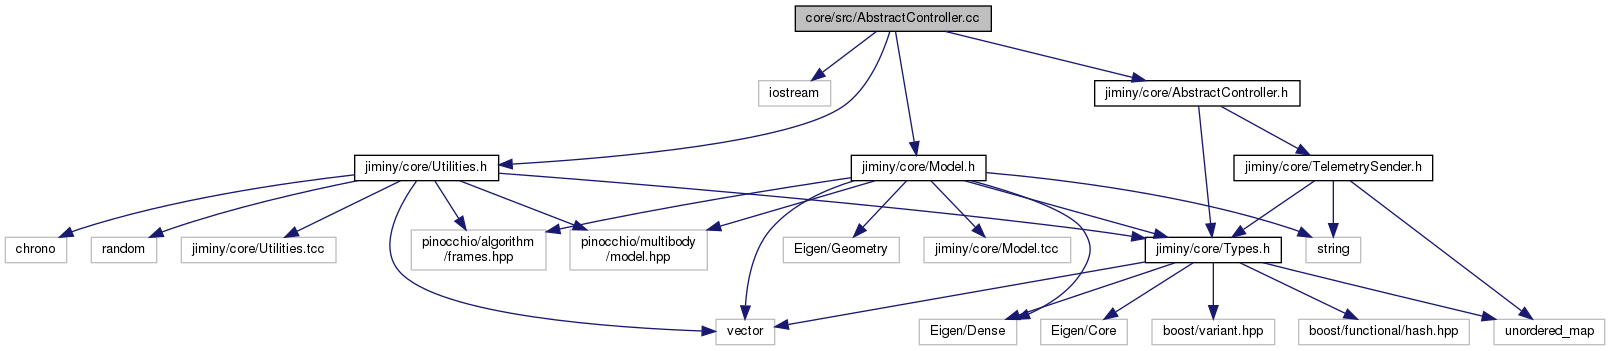 core/src/AbstractController.cc
iostream
jiminy/core/AbstractController.h
jiminy/core/Utilities.h
jiminy/core/Model.h
jiminy/core/TelemetrySender.h
chrono
random
jiminy/core/Utilities.tcc
pinocchio/algorithm
/frames.hpp
pinocchio/multibody
/model.hpp
Eigen/Geometry
jiminy/core/Model.tcc
jiminy/core/Types.h
string
vector
Eigen/Dense
Eigen/Core
boost/variant.hpp
boost/functional/hash.hpp
unordered_map